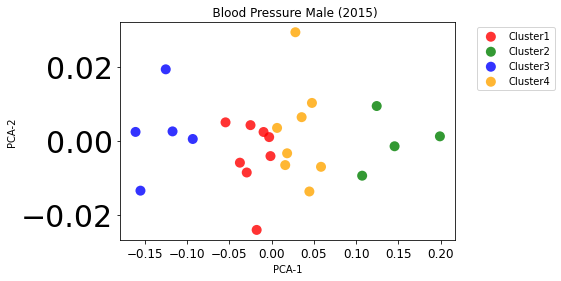 Blood Pressure Male (2015)
Cluster1
Cluster2
Cluster3
Cluster4
PCA-2
0.02
0.00
−0.02
−0.15 −0.10 −0.05 0.00 0.05 0.10 0.15 0.20
PCA-1